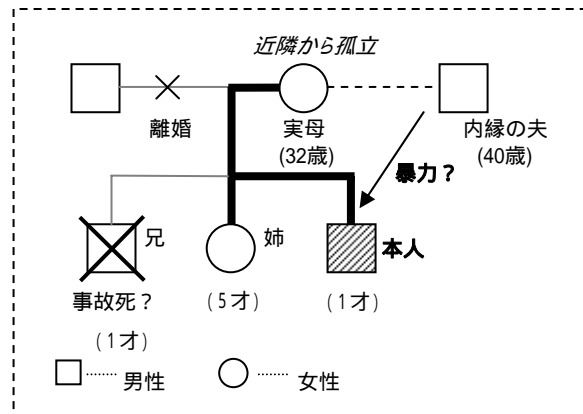 近隣から孤立
離婚
実母
(32歳)
内縁の夫
(40歳)
暴力？
兄
姉
本人
事故死？
(1才)
(5才)
(1才)
男性
女性